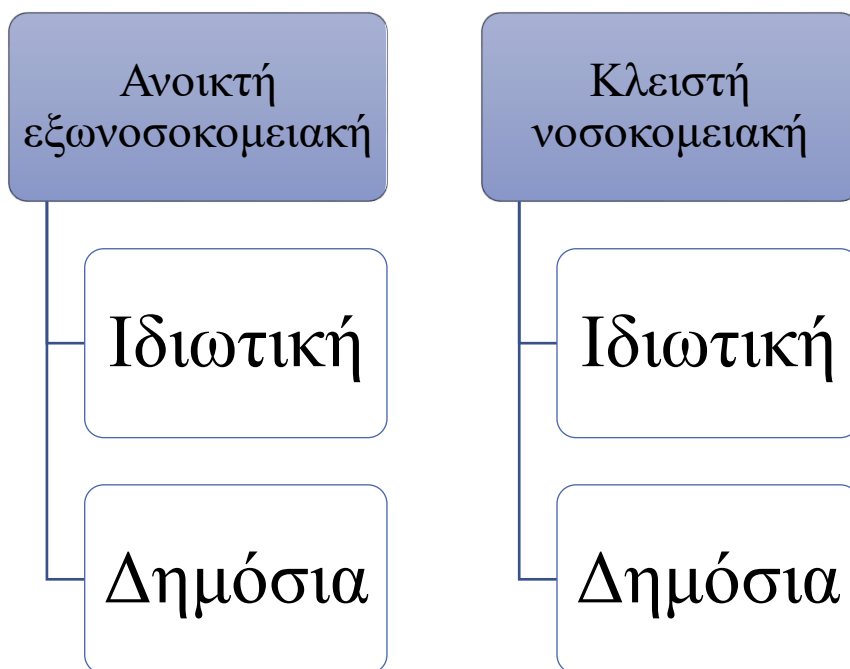 Ανοικτή
εξωνοσοκομειακή
Ιδιωτική
Δημόσια
Κλειστή
νοσοκομειακή
Ιδιωτική
Δημόσια